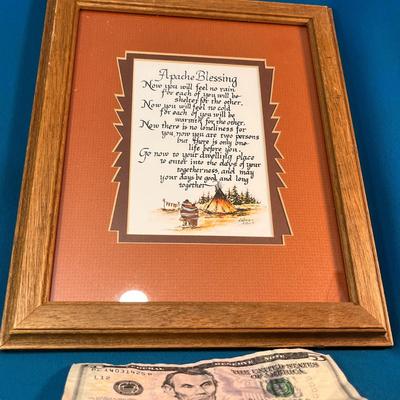 Apache Blessing
Now you will feel no rain
for each of you will be
shelter for the other.
Now you will feel no cold
for each of you will be
warmth for the other.
Now there is no loneliness for
you, now you are two persons
but there is only one
life before you.
Go now to your dwelling place
to enter into the days of your
togetherness, and may
your days be good and long
together
FEDERAL RESERVE NOTE
THE UNITED STATES
OF AMERICA
L12